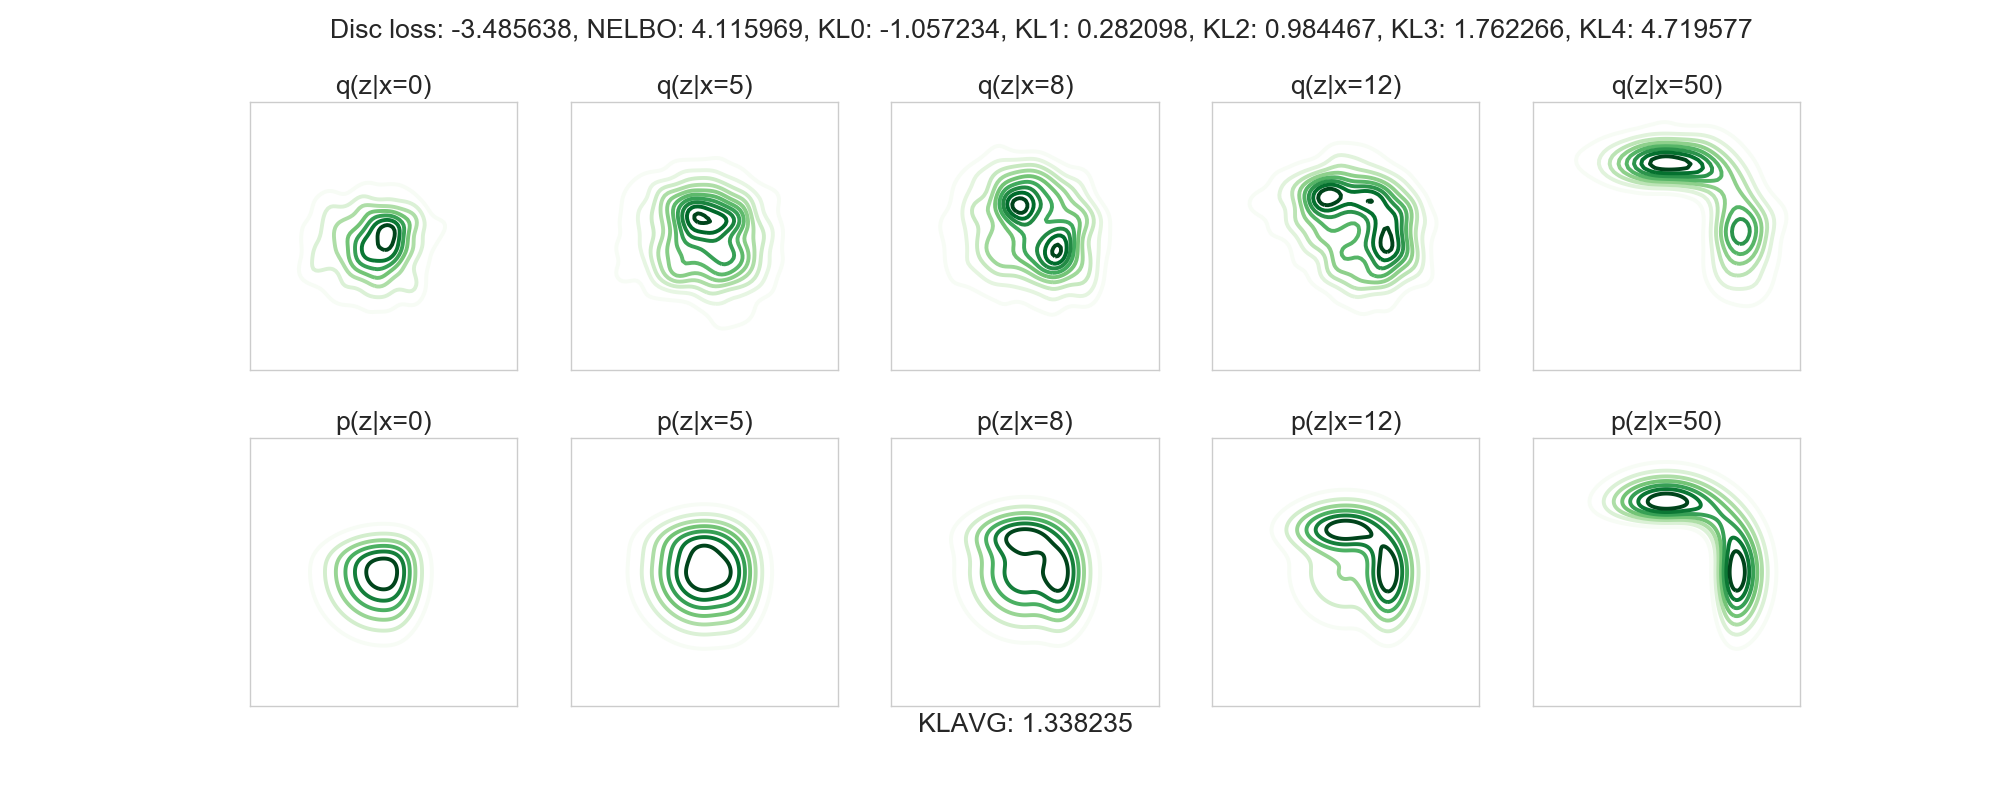 Disc loss: -3.485638, NELBO: 4.115969, KL0: -1.057234, KL1: 0.282098, KL2: 0.984467, KL3: 1.762266, KL4: 4.719577
q(z|x=0) q(z|x=5) q(z|x=8) q(z|x=12) q(z|x=50)
p(z|x=0) p(z|x=5) p(z|x=8) p(z|x=12) p(z|x=50)
KLAVG: 1.338235